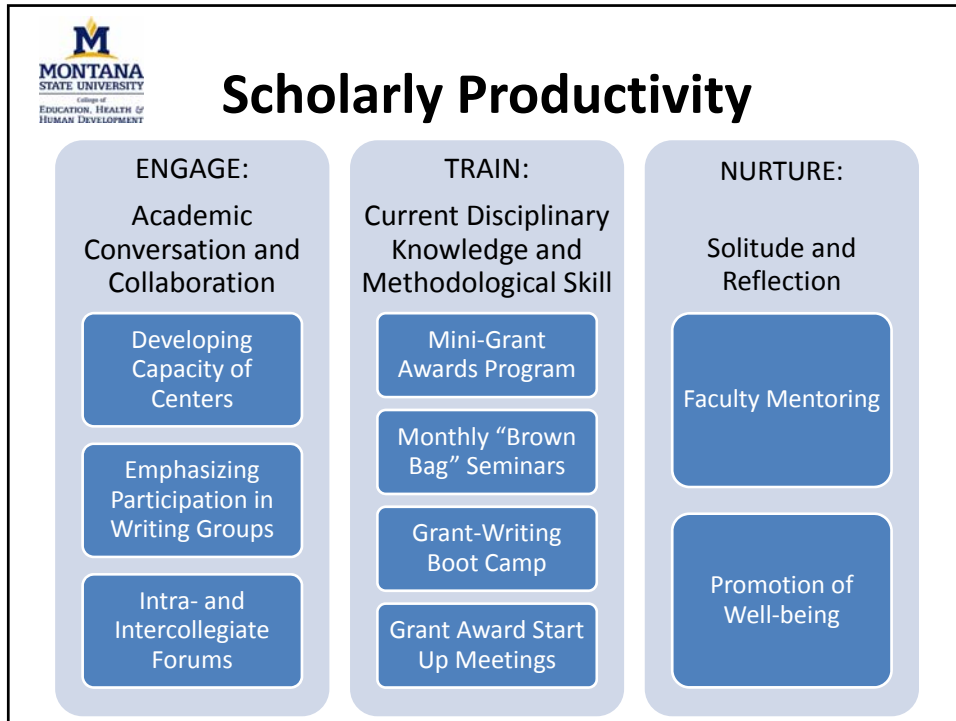 M
MONTANA
STATE UNIVERSITY
College of
EDUCATION, HEALTH &
HUMAN DEVELOPMENT
Scholarly Productivity
ENGAGE:
Academic
Conversation and
Collaboration
Developing
Capacity of
Centers
Emphasizing
Participation in
Writing Groups
Intra- and
Intercollegiate
Forums
TRAIN:
Current Disciplinary
Knowledge and
Methodological Skill
Mini-Grant
Awards Program
Monthly “Brown
Bag” Seminars
Grant-Writing
Boot Camp
Grant Award Start
Up Meetings
NURTURE:
Solitude and
Reflection
Faculty Mentoring
Promotion of
Well-being